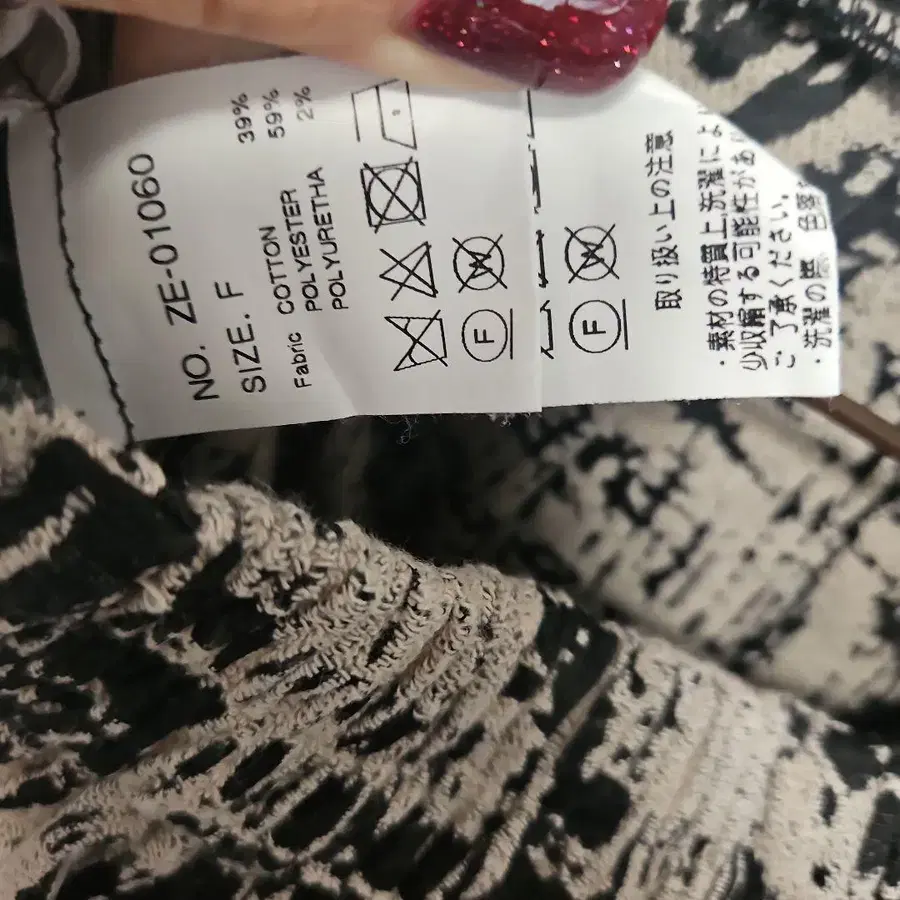 NO. ZE-01060
SIZE. F
Fabric COTTON 39%
POLYESTER 59%
POLYURETHA 2%
W
F
W
F
取り扱い上の注意
・素材の特質上,洗濯によ
少収縮する可能性があ
ご了承ください。
・洗濯の際